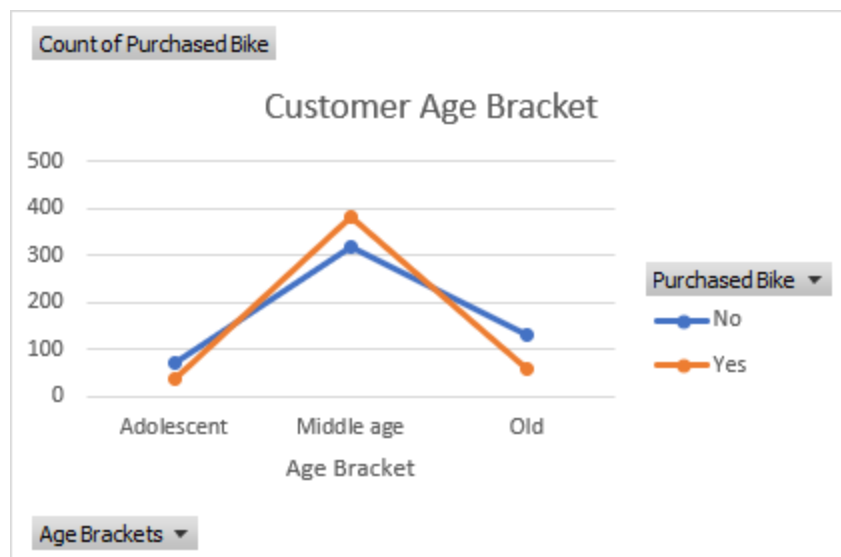 Count of Purchased Bike
Customer Age Bracket
500
400
300
200
100
0
Adolescent Middle age Old
Age Bracket
Purchased Bike
No
Yes
Age Brackets